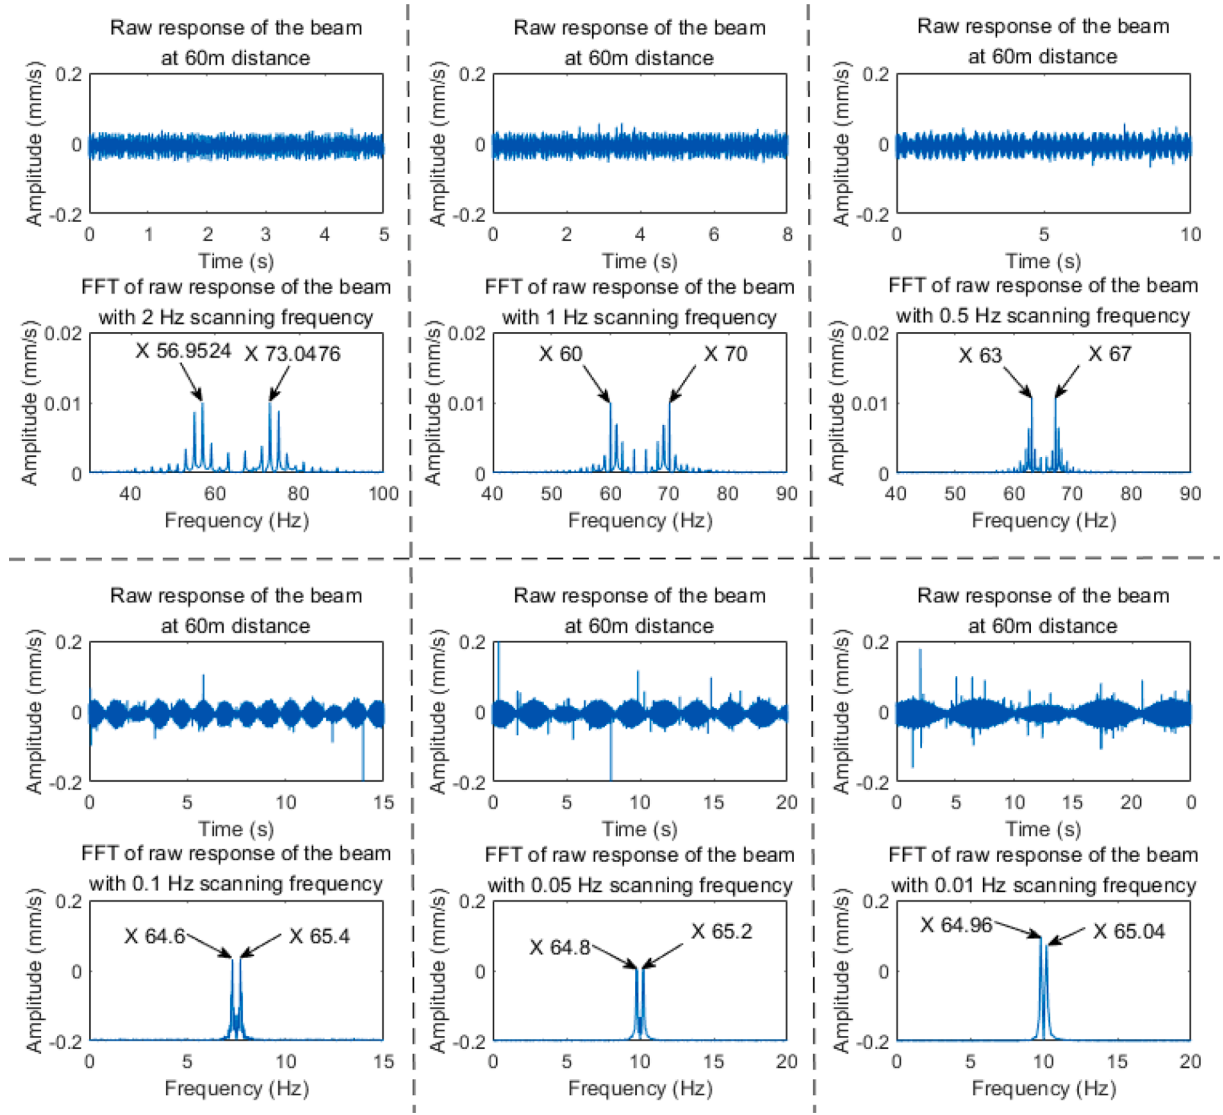 Raw response of the beam
at 60m distance
Amplitude (mm/s)
0.2
0
-0.2
0 1 2 3 4 5
Time (s)
FFT of raw response of the beam
with 2 Hz scanning frequency
Amplitude (mm/s)
0.02
0.01
0
X 56.9524
X 73.0476
40 60 80 100
Frequency (Hz)
Raw response of the beam
at 60m distance
Amplitude (mm/s)
0.2
0
-0.2
0 2 4 6 8
Time (s)
FFT of raw response of the beam
with 1 Hz scanning frequency
Amplitude (mm/s)
0.02
0.01
0
X 60
X 70
40 50 60 70 80 90
Frequency (Hz)
Raw response of the beam
at 60m distance
Amplitude (mm/s)
0.2
0
-0.2
0 5 10
Time (s)
FFT of raw response of the beam
with 0.5 Hz scanning frequency
Amplitude (mm/s)
0.02
0.01
0
X 63
X 67
40 50 60 70 80 90
Frequency (Hz)
Raw response of the beam
at 60m distance
Amplitude (mm/s)
0.2
0
-0.2
0 5 10 15
Time (s)
FFT of raw response of the beam
with 0.1 Hz scanning frequency
Amplitude (mm/s)
0.2
0
-0.2
X 64.6
X 65.4
0 5 10 15
Frequency (Hz)
Raw response of the beam
at 60m distance
Amplitude (mm/s)
0.2
0
-0.2
0 5 10 15 20
Time (s)
FFT of raw response of the beam
with 0.05 Hz scanning frequency
Amplitude (mm/s)
0.2
0
-0.2
X 64.8
X 65.2
0 5 10 15 20
Frequency (Hz)
Raw response of the beam
at 60m distance
Amplitude (mm/s)
0.2
0
-0.2
0 5 10 15 20 0
Time (s)
FFT of raw response of the beam
with 0.01 Hz scanning frequency
Amplitude (mm/s)
0.2
0
-0.2
X 64.96
X 65.04
0 5 10 15 20
Frequency (Hz)